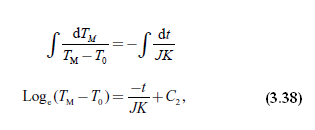 ∫ dT_M / (T_M − T_0) = − ∫ dt / JK
Log_e (T_M − T_0) = −t / JK + C_2, (3.38)